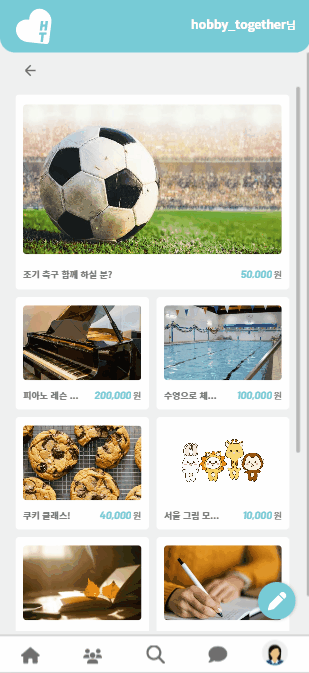 HT
hobby_together님
조기 축구 함께 하실 분?
50,000 원
피아노 레슨 ...
200,000 원
수영으로 체...
100,000 원
쿠키 클래스!
40,000 원
서울 그림 모...
10,000 원